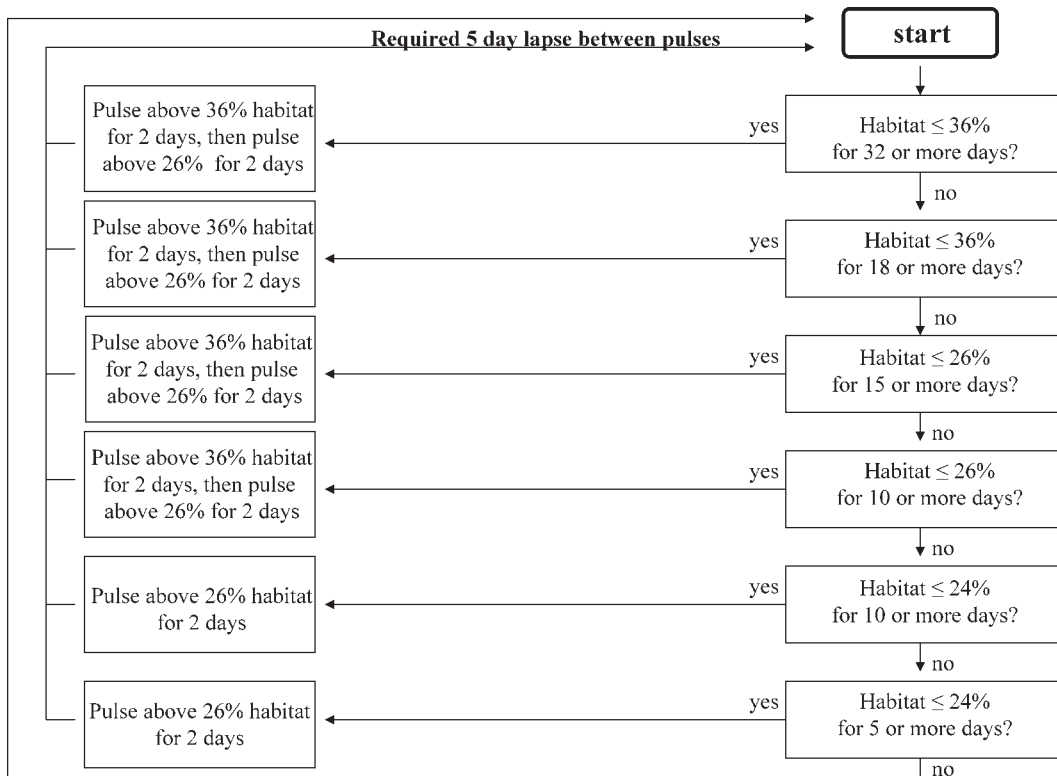 Required 5 day lapse between pulses
start
Pulse above 36% habitat
for 2 days, then pulse
above 26% for 2 days
yes
Habitat ≤ 36%
for 32 or more days?
no
Pulse above 36% habitat
for 2 days, then pulse
above 26% for 2 days
yes
Habitat ≤ 36%
for 18 or more days?
no
Pulse above 36% habitat
for 2 days, then pulse
above 26% for 2 days
yes
Habitat ≤ 26%
for 15 or more days?
no
Pulse above 36% habitat
for 2 days, then pulse
above 26% for 2 days
yes
Habitat ≤ 26%
for 10 or more days?
no
Pulse above 26% habitat
for 2 days
yes
Habitat ≤ 24%
for 10 or more days?
no
Pulse above 26% habitat
for 2 days
yes
Habitat ≤ 24%
for 5 or more days?
no